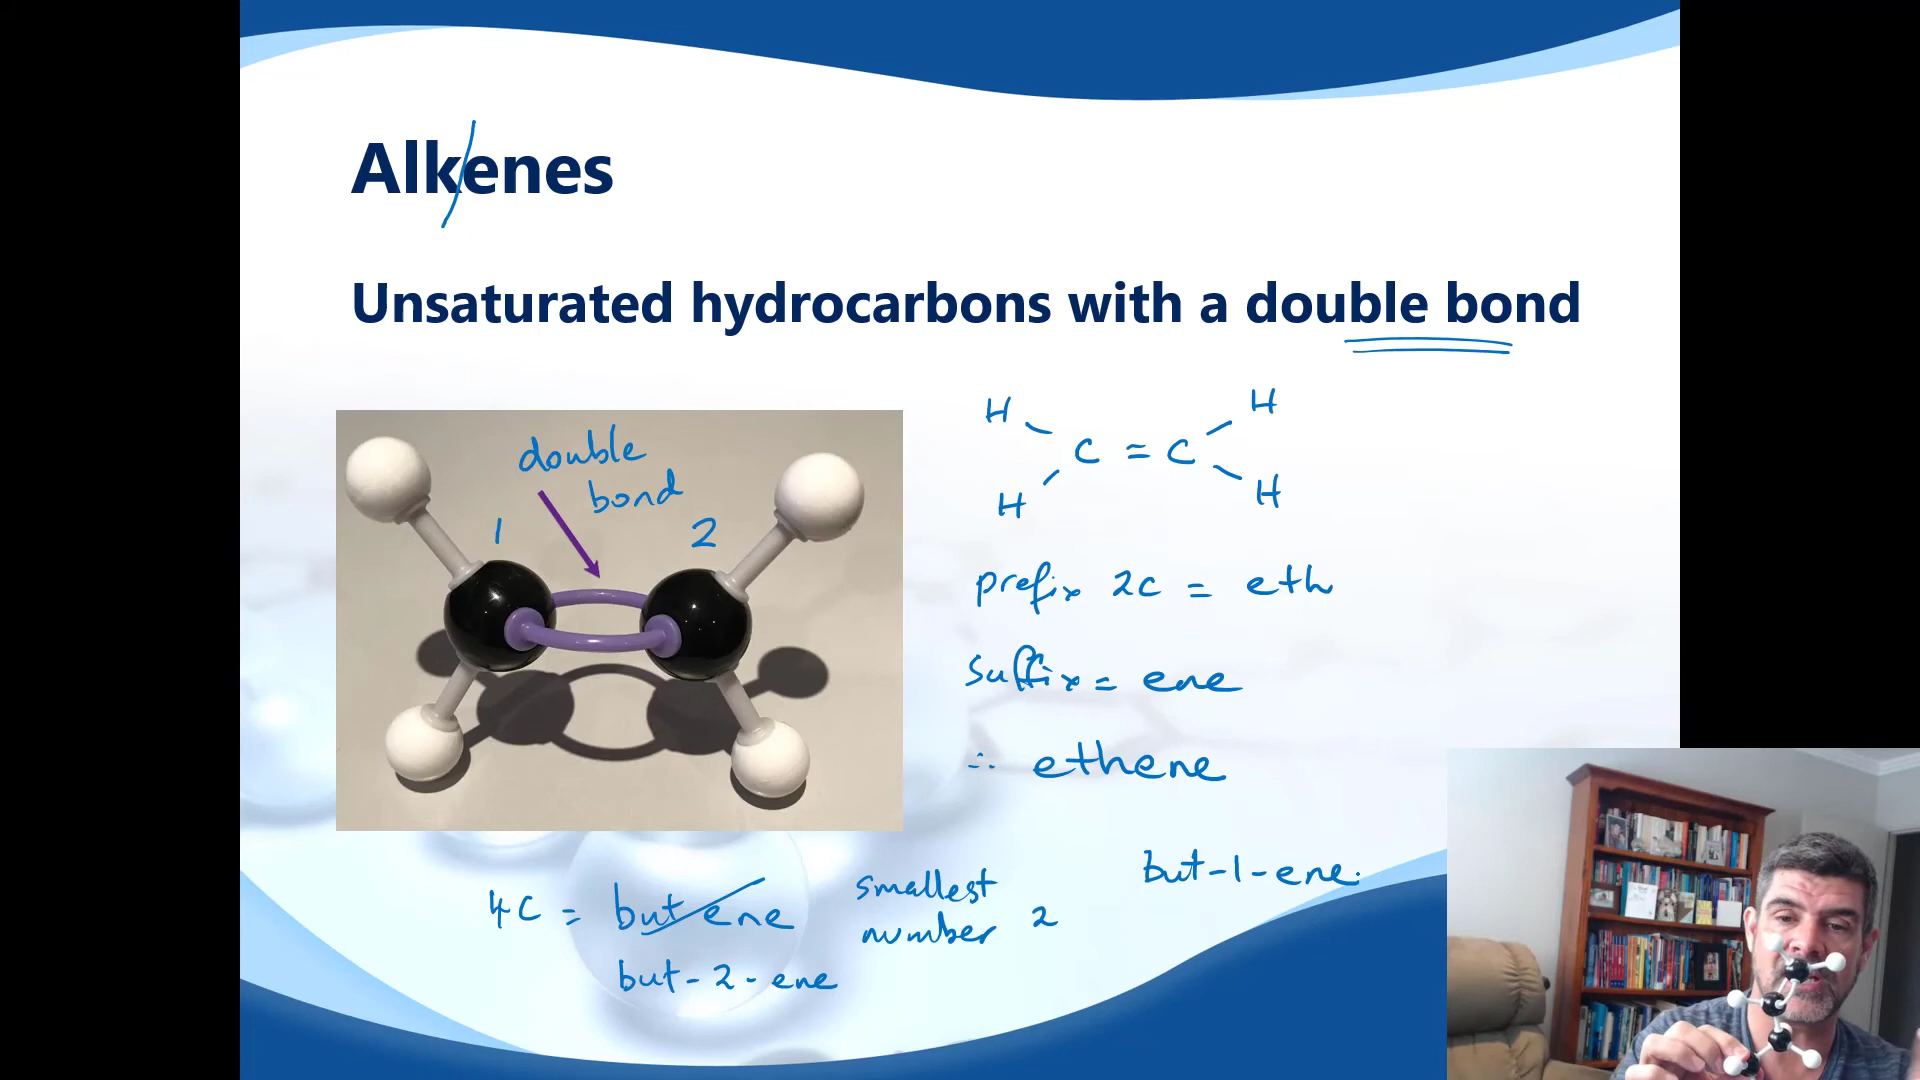 Alkenes
Unsaturated hydrocarbons with a double bond
double
bond
1 2
H H
C = C
H H
prefix 2C = eth
suffix = ene
∴ ethene
4C = butene
but-2-ene
smallest
number 2
but-1-ene.